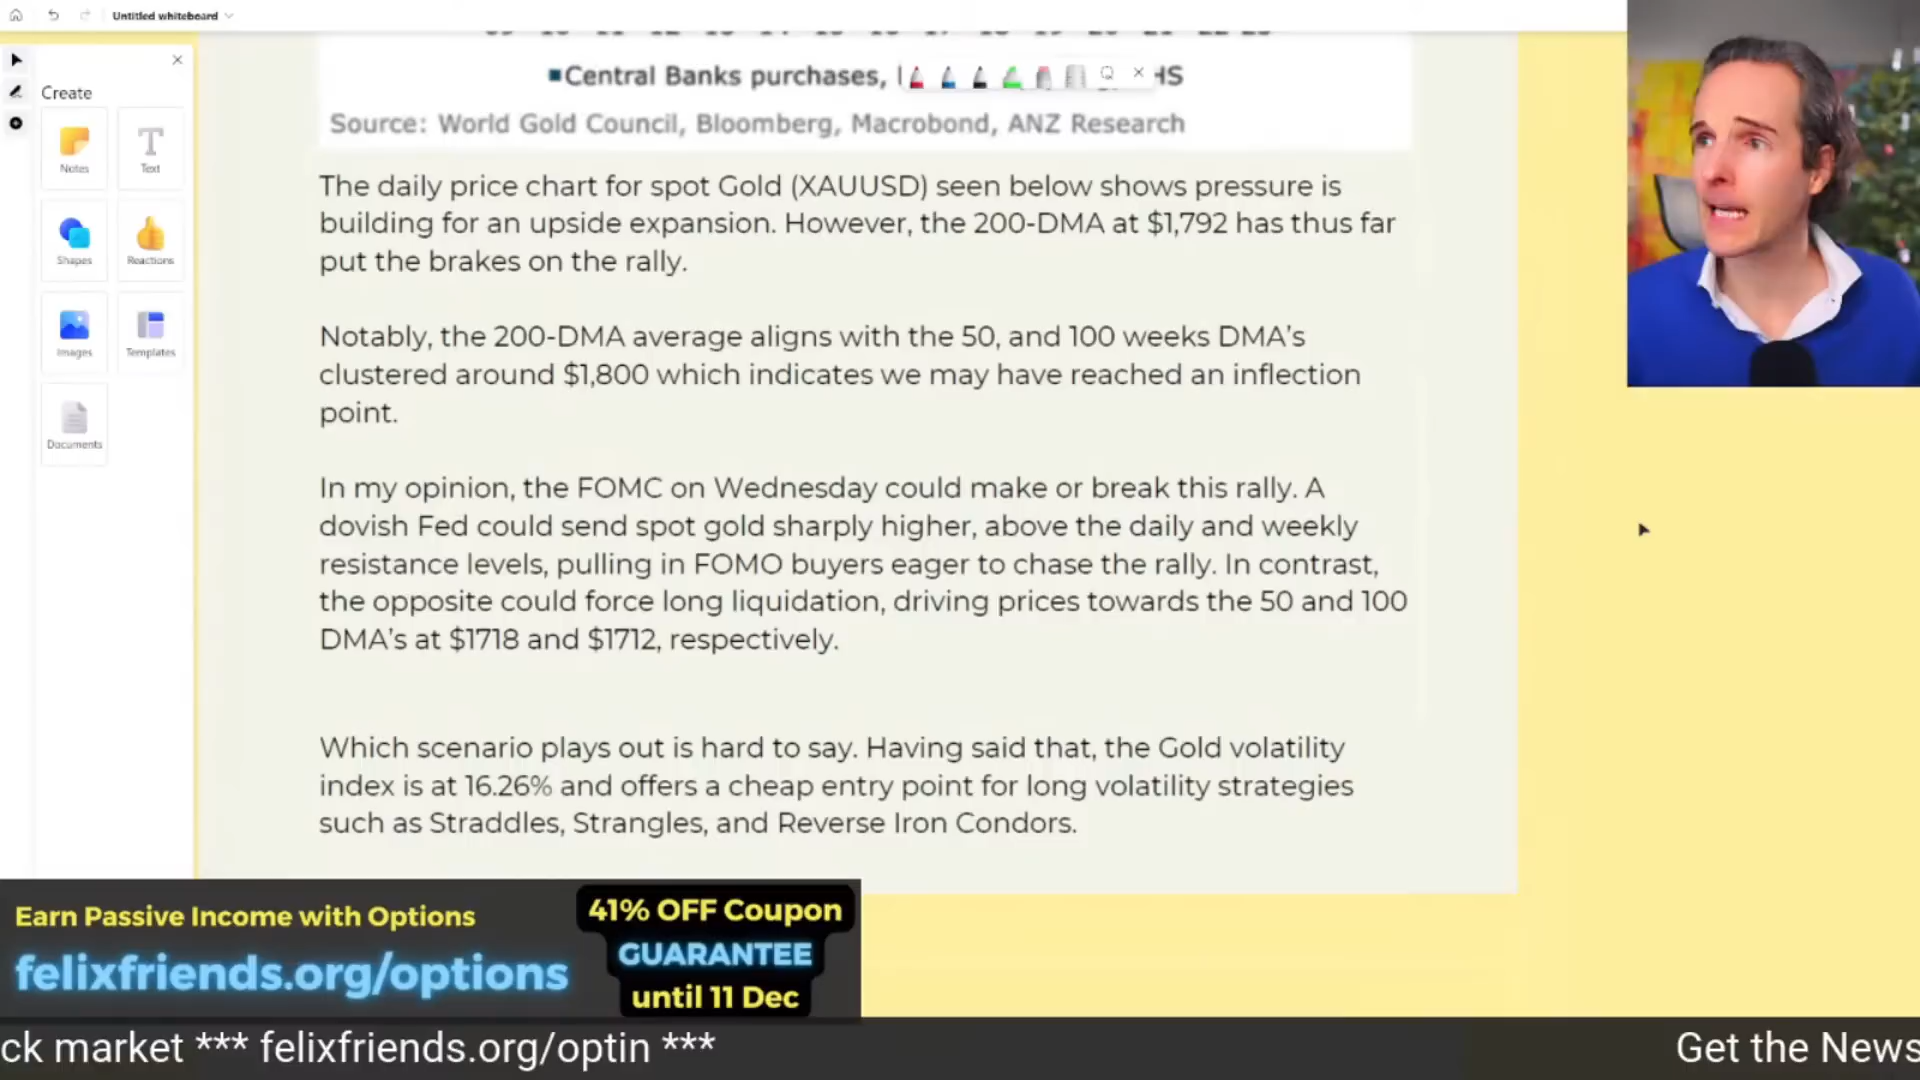 Untitled whiteboard
Create
Notes
Text
Shapes
Reactions
Images
Templates
Documents
Central Banks purchases,
HS
Source: World Gold Council, Bloomberg, Macrobond, ANZ Research
The daily price chart for spot Gold (XAUUSD) seen below shows pressure is
building for an upside expansion. However, the 200-DMA at $1,792 has thus far
put the brakes on the rally.
Notably, the 200-DMA average aligns with the 50, and 100 weeks DMA's
clustered around $1,800 which indicates we may have reached an inflection
point.
In my opinion, the FOMC on Wednesday could make or break this rally. A
dovish Fed could send spot gold sharply higher, above the daily and weekly
resistance levels, pulling in FOMO buyers eager to chase the rally. In contrast,
the opposite could force long liquidation, driving prices towards the 50 and 100
DMA's at $1718 and $1712, respectively.
Which scenario plays out is hard to say. Having said that, the Gold volatility
index is at 16.26% and offers a cheap entry point for long volatility strategies
such as Straddles, Strangles, and Reverse Iron Condors.
Earn Passive Income with Options
felixfriends.org/options
41% OFF Coupon
GUARANTEE
until 11 Dec
ck market *** felixfriends.org/optin ***
Get the News